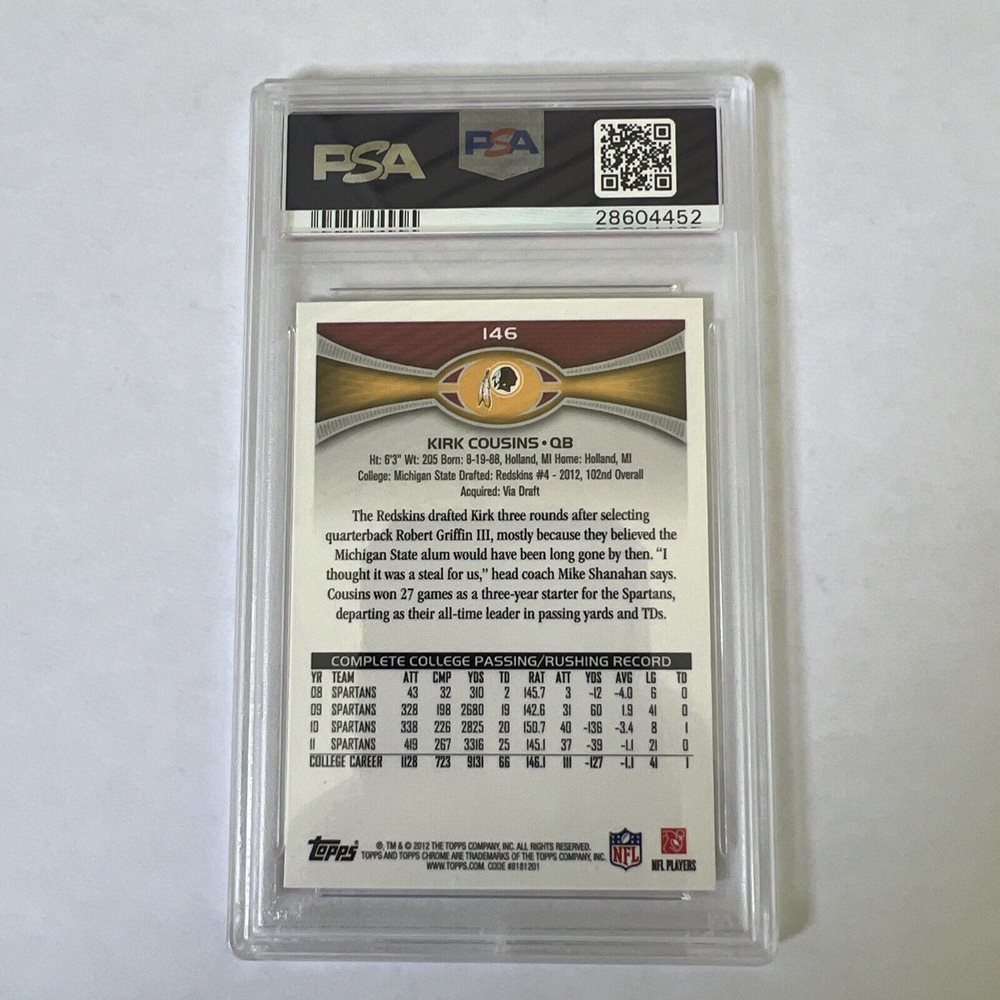 PSA
PSA
28604452
146
KIRK COUSINS • QB
Ht: 6'3" Wt: 205 Born: 8-19-88, Holland, MI Home: Holland, MI
College: Michigan State Drafted: Redskins #4 - 2012, 102nd Overall
Acquired: Via Draft
The Redskins drafted Kirk three rounds after selecting
quarterback Robert Griffin III, mostly because they believed the
Michigan State alum would have been long gone by then. “I
thought it was a steal for us,” head coach Mike Shanahan says.
Cousins won 27 games as a three-year starter for the Spartans,
departing as their all-time leader in passing yards and TDs.
COMPLETE COLLEGE PASSING/RUSHING RECORD
YR TEAM ATT CMP YDS TD RAT ATT YDS AVG LG TD
08 SPARTANS 43 32 310 2 145.7 3 -12 -4.0 6 0
09 SPARTANS 328 198 2680 19 142.6 31 60 1.9 41 0
10 SPARTANS 338 226 2825 20 150.7 40 -136 -3.4 8 1
11 SPARTANS 419 267 3316 25 145.1 37 -39 -1.1 21 0
COLLEGE CAREER 1128 723 9131 66 146.1 111 -127 -1.1 41 1
Topps
®, TM & © 2012 THE TOPPS COMPANY, INC. ALL RIGHTS RESERVED.
TOPPS AND TOPPS CHROME ARE TRADEMARKS OF THE TOPPS COMPANY, INC.
WWW.TOPPS.COM. CODE #8181201
NFL
NFL PLAYERS